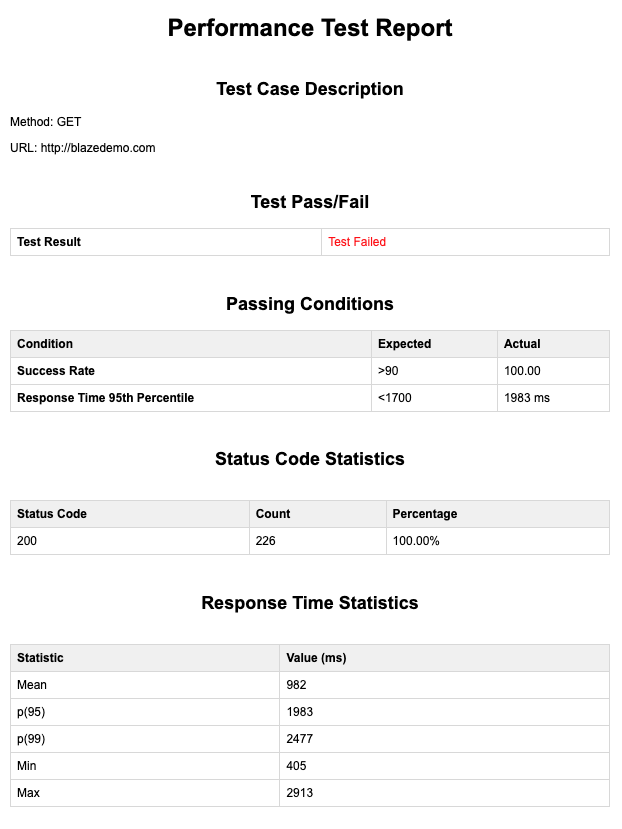 Performance Test Report
Test Case Description
Method: GET
URL: http://blazedemo.com
Test Pass/Fail
Test Result Test Failed
Passing Conditions
Condition Expected Actual
Success Rate >90 100.00
Response Time 95th Percentile <1700 1983 ms
Status Code Statistics
Status Code Count Percentage
200 226 100.00%
Response Time Statistics
Statistic Value (ms)
Mean 982
p(95) 1983
p(99) 2477
Min 405
Max 2913